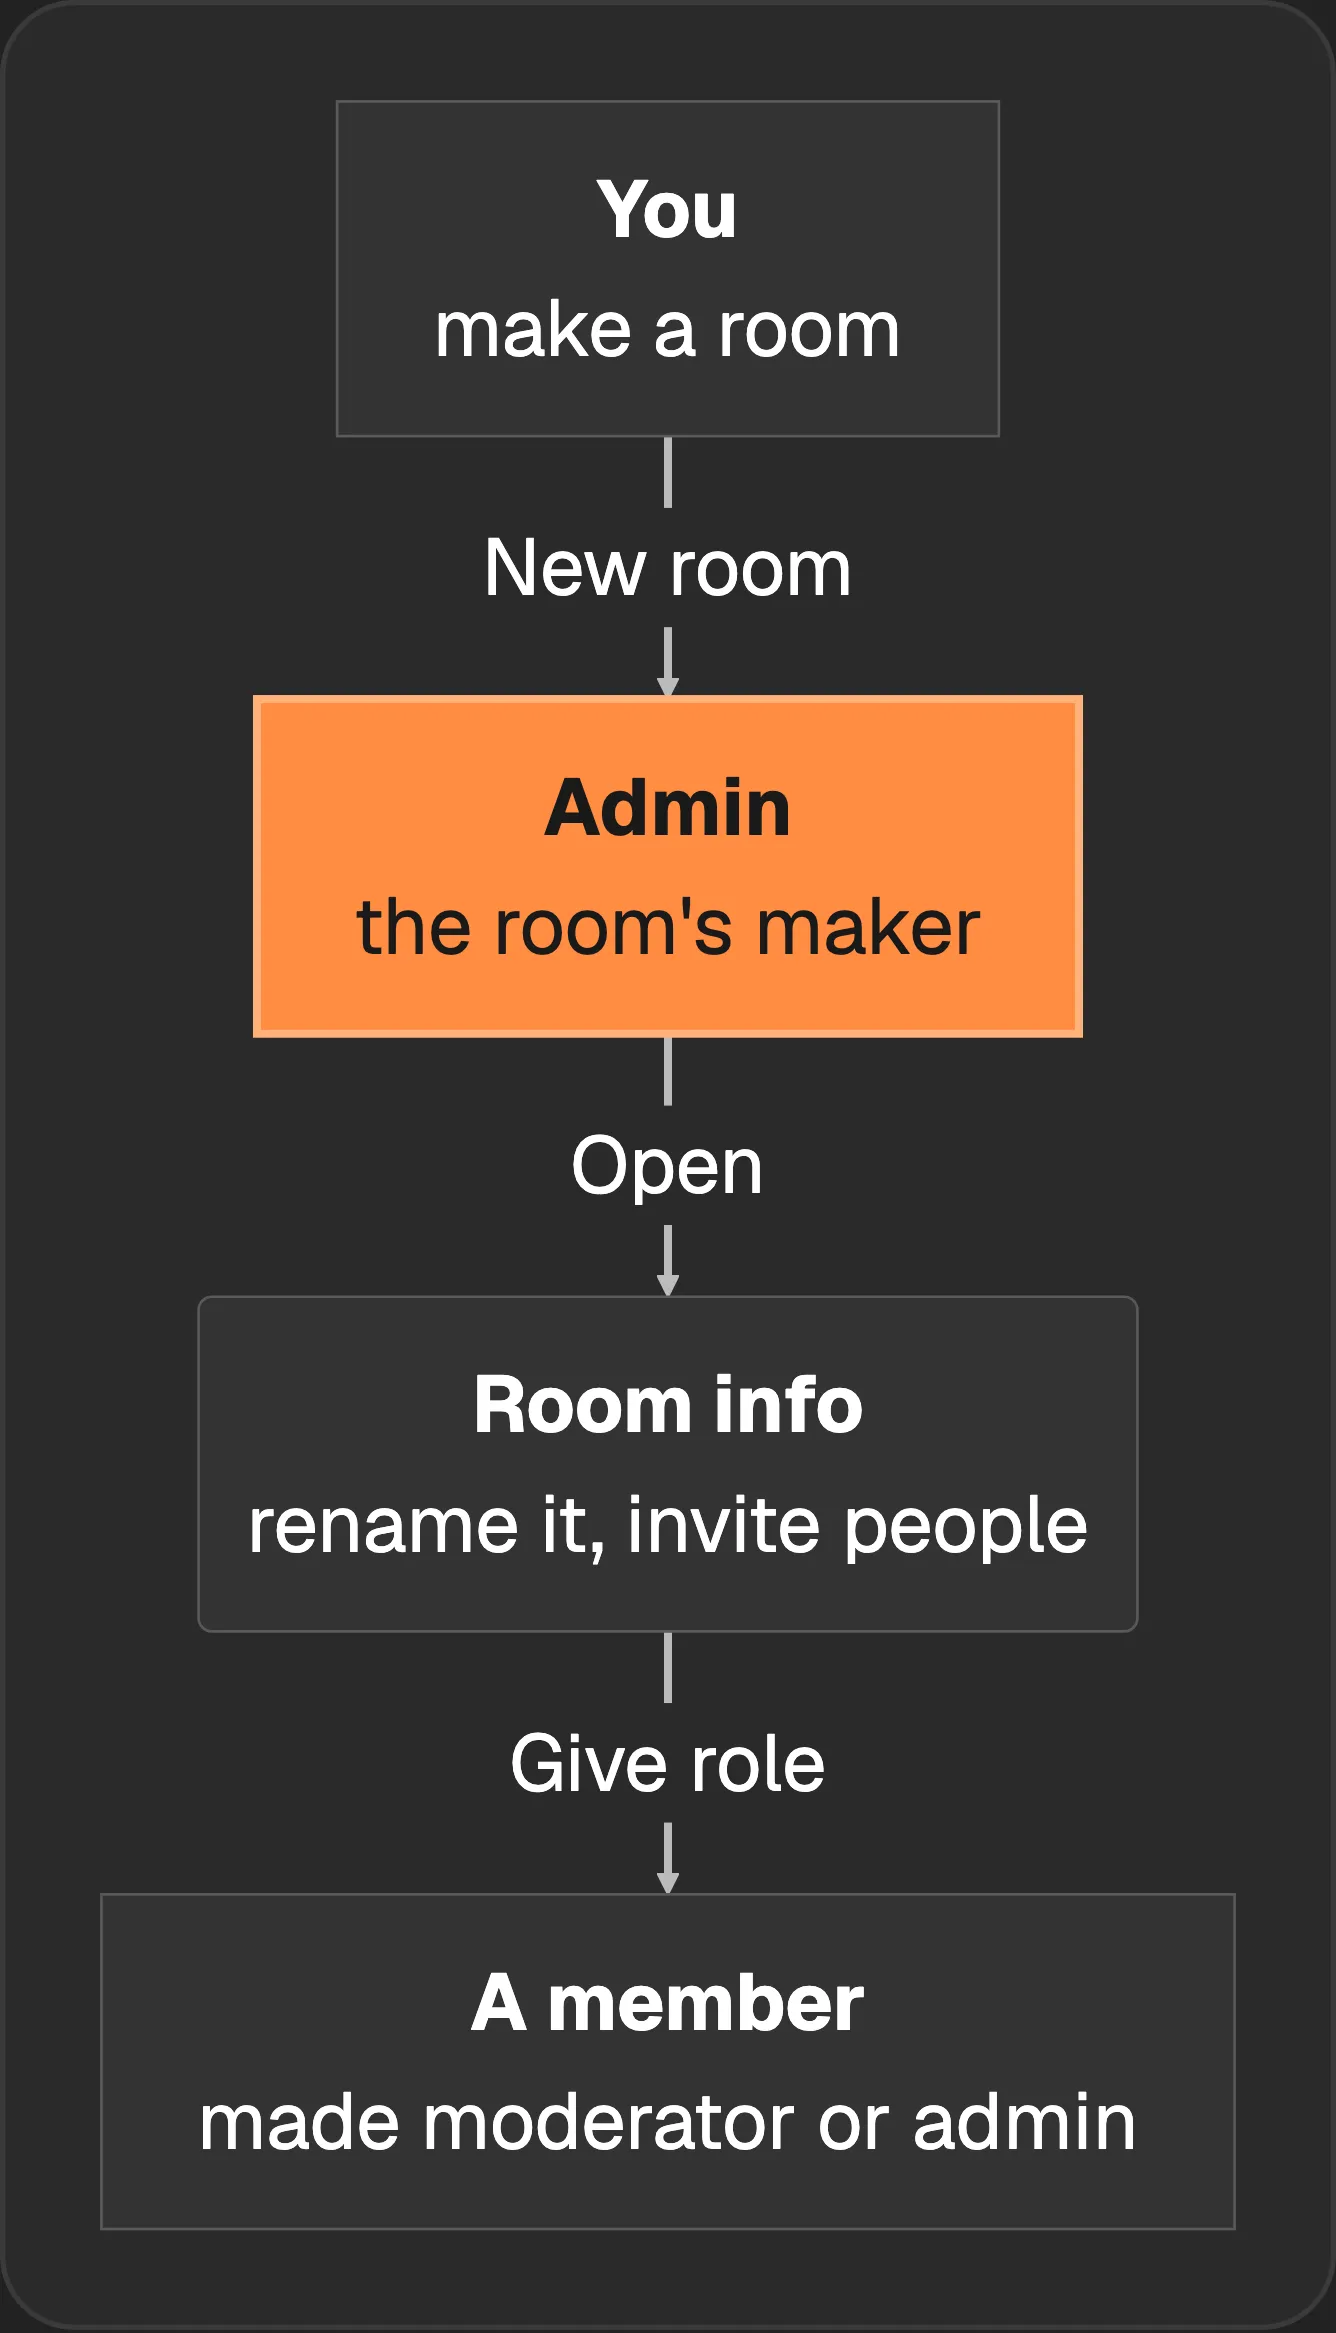 You
make a room
New room
Admin
the room's maker
Open
Room info
rename it, invite people
Give role
A member
made moderator or admin